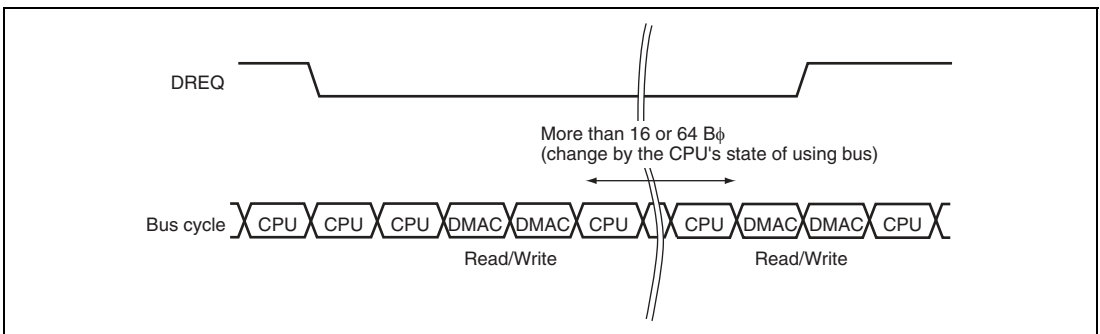 DREQ
More than 16 or 64 Bϕ
(change by the CPU's state of using bus)
Bus cycle CPU CPU CPU DMAC DMAC CPU CPU DMAC DMAC CPU
Read/Write Read/Write